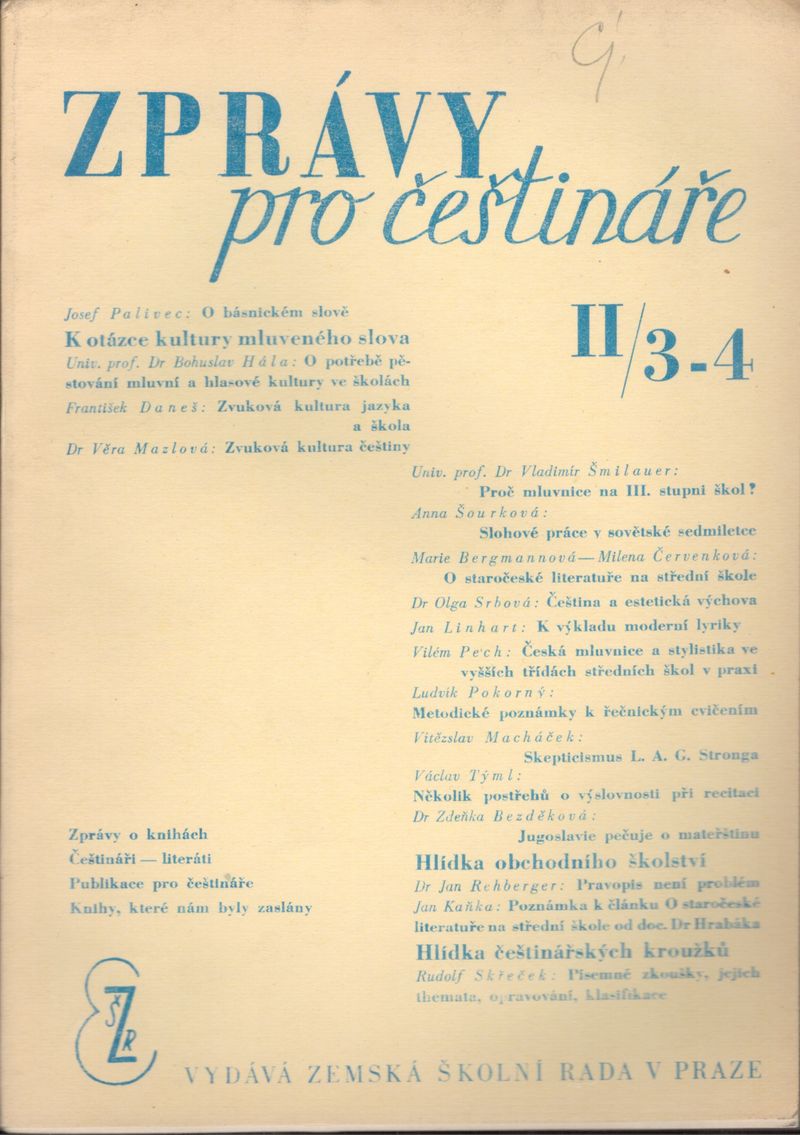 ZPRÁVY
pro češtináře
II/3-4
Josef Palivec: O básnickém slově
K otázce kultury mluveného slova
Univ. prof. Dr Bohuslav Hála: O potřebě pě-
stování mluvní a hlasové kultury ve školách
František Daneš: Zvuková kultura jazyka
a škola
Dr Věra Mazlová: Zvuková kultura češtiny
Univ. prof. Dr Vladimír Šmilauer:
Proč mluvnice na III. stupni škol?
Anna Šourková:
Slohové práce v sovětské sedmiletce
Marie Bergmannová—Milena Červenková:
O staročeské literatuře na střední škole
Dr Olga Srbová: Čeština a estetická výchova
Jan Linhart: K výkladu moderní lyriky
Vilém Pech: Česká mluvnice a stylistika ve
vyšších třídách středních škol v praxi
Ludvík Pokorný:
Metodické poznámky k řečnickým cvičením
Vítězslav Macháček:
Skepticismus L. A. G. Stronga
Václav Týml:
Několik postřehů o výslovnosti při recitaci
Dr Zdeňka Bezděková:
Jugoslavie pečuje o mateřštinu
Hlídka obchodního školství
Dr Jan Rehberger: Pravopis není problém
Jan Kaňka: Poznámka k článku O staročeské
literatuře na střední škole od doc. Dr Hrabáka
Hlídka češtinářských kroužků
Rudolf Skřeček: Písemné zkoušky, jejich
themata, opravování, klasifikace
Zprávy o knihách
Češtináři — literáti
Publikace pro češtináře
Knihy, které nám byly zaslány
ZŠR
VYDÁVÁ ZEMSKÁ ŠKOLNÍ RADA V PRAZE